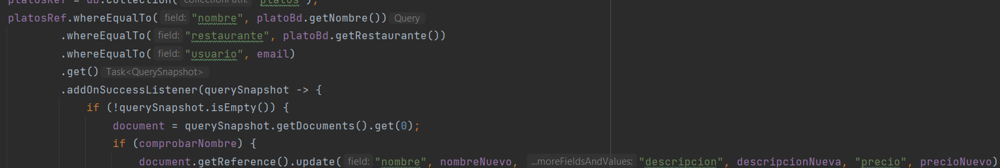 platosRef = db.collection( collectionPath: "platos");
platosRef.whereEqualTo( field: "nombre", platoBd.getNombre()) Query
.whereEqualTo( field: "restaurante", platoBd.getRestaurante())
.whereEqualTo( field: "usuario", email)
.get() Task<QuerySnapshot>
.addOnSuccessListener(querySnapshot -> {
if (!querySnapshot.isEmpty()) {
document = querySnapshot.getDocuments().get(0);
if (comprobarNombre) {
document.getReference().update( field: "nombre", nombreNuevo, ...moreFieldsAndValues: "descripcion", descripcionNueva, "precio", precioNuevo)